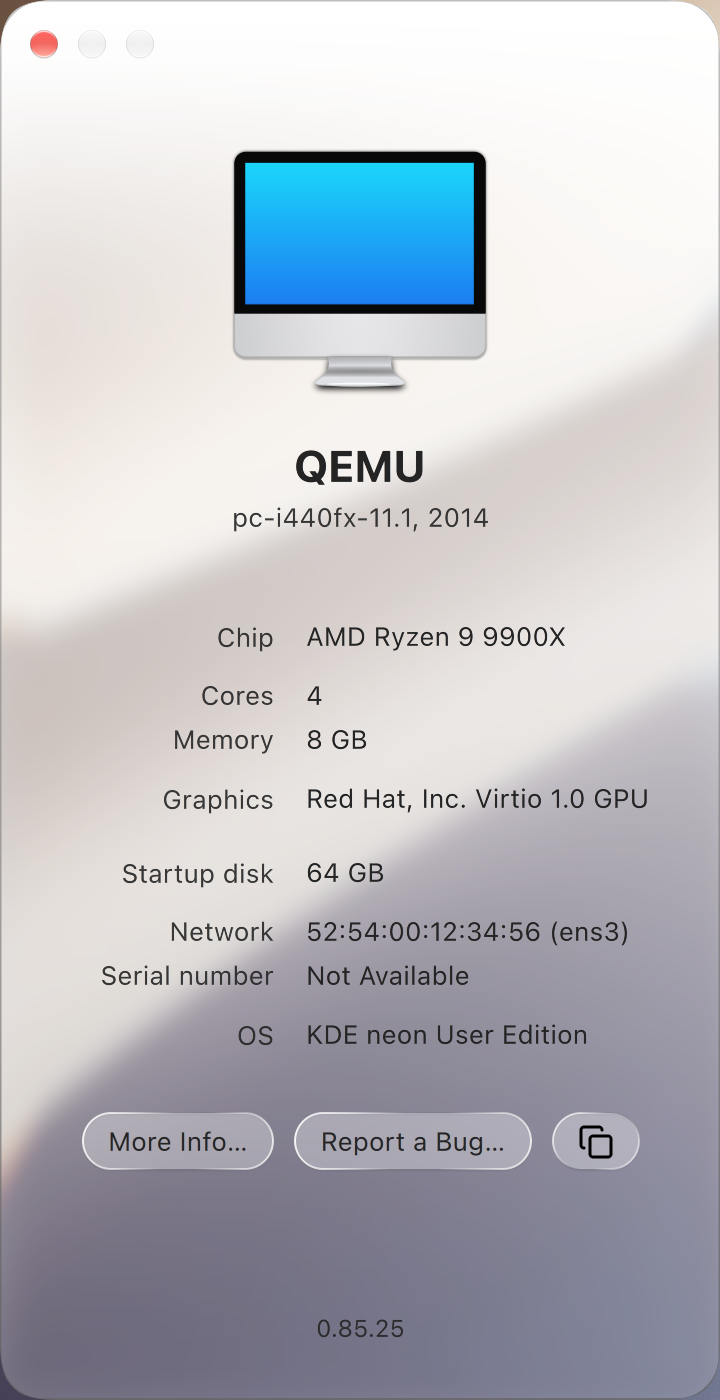 QEMU
pc-i440fx-11.1, 2014
Chip AMD Ryzen 9 9900X
Cores 4
Memory 8 GB
Graphics Red Hat, Inc. Virtio 1.0 GPU
Startup disk 64 GB
Network 52:54:00:12:34:56 (ens3)
Serial number Not Available
OS KDE neon User Edition
More Info... Report a Bug...
0.85.25